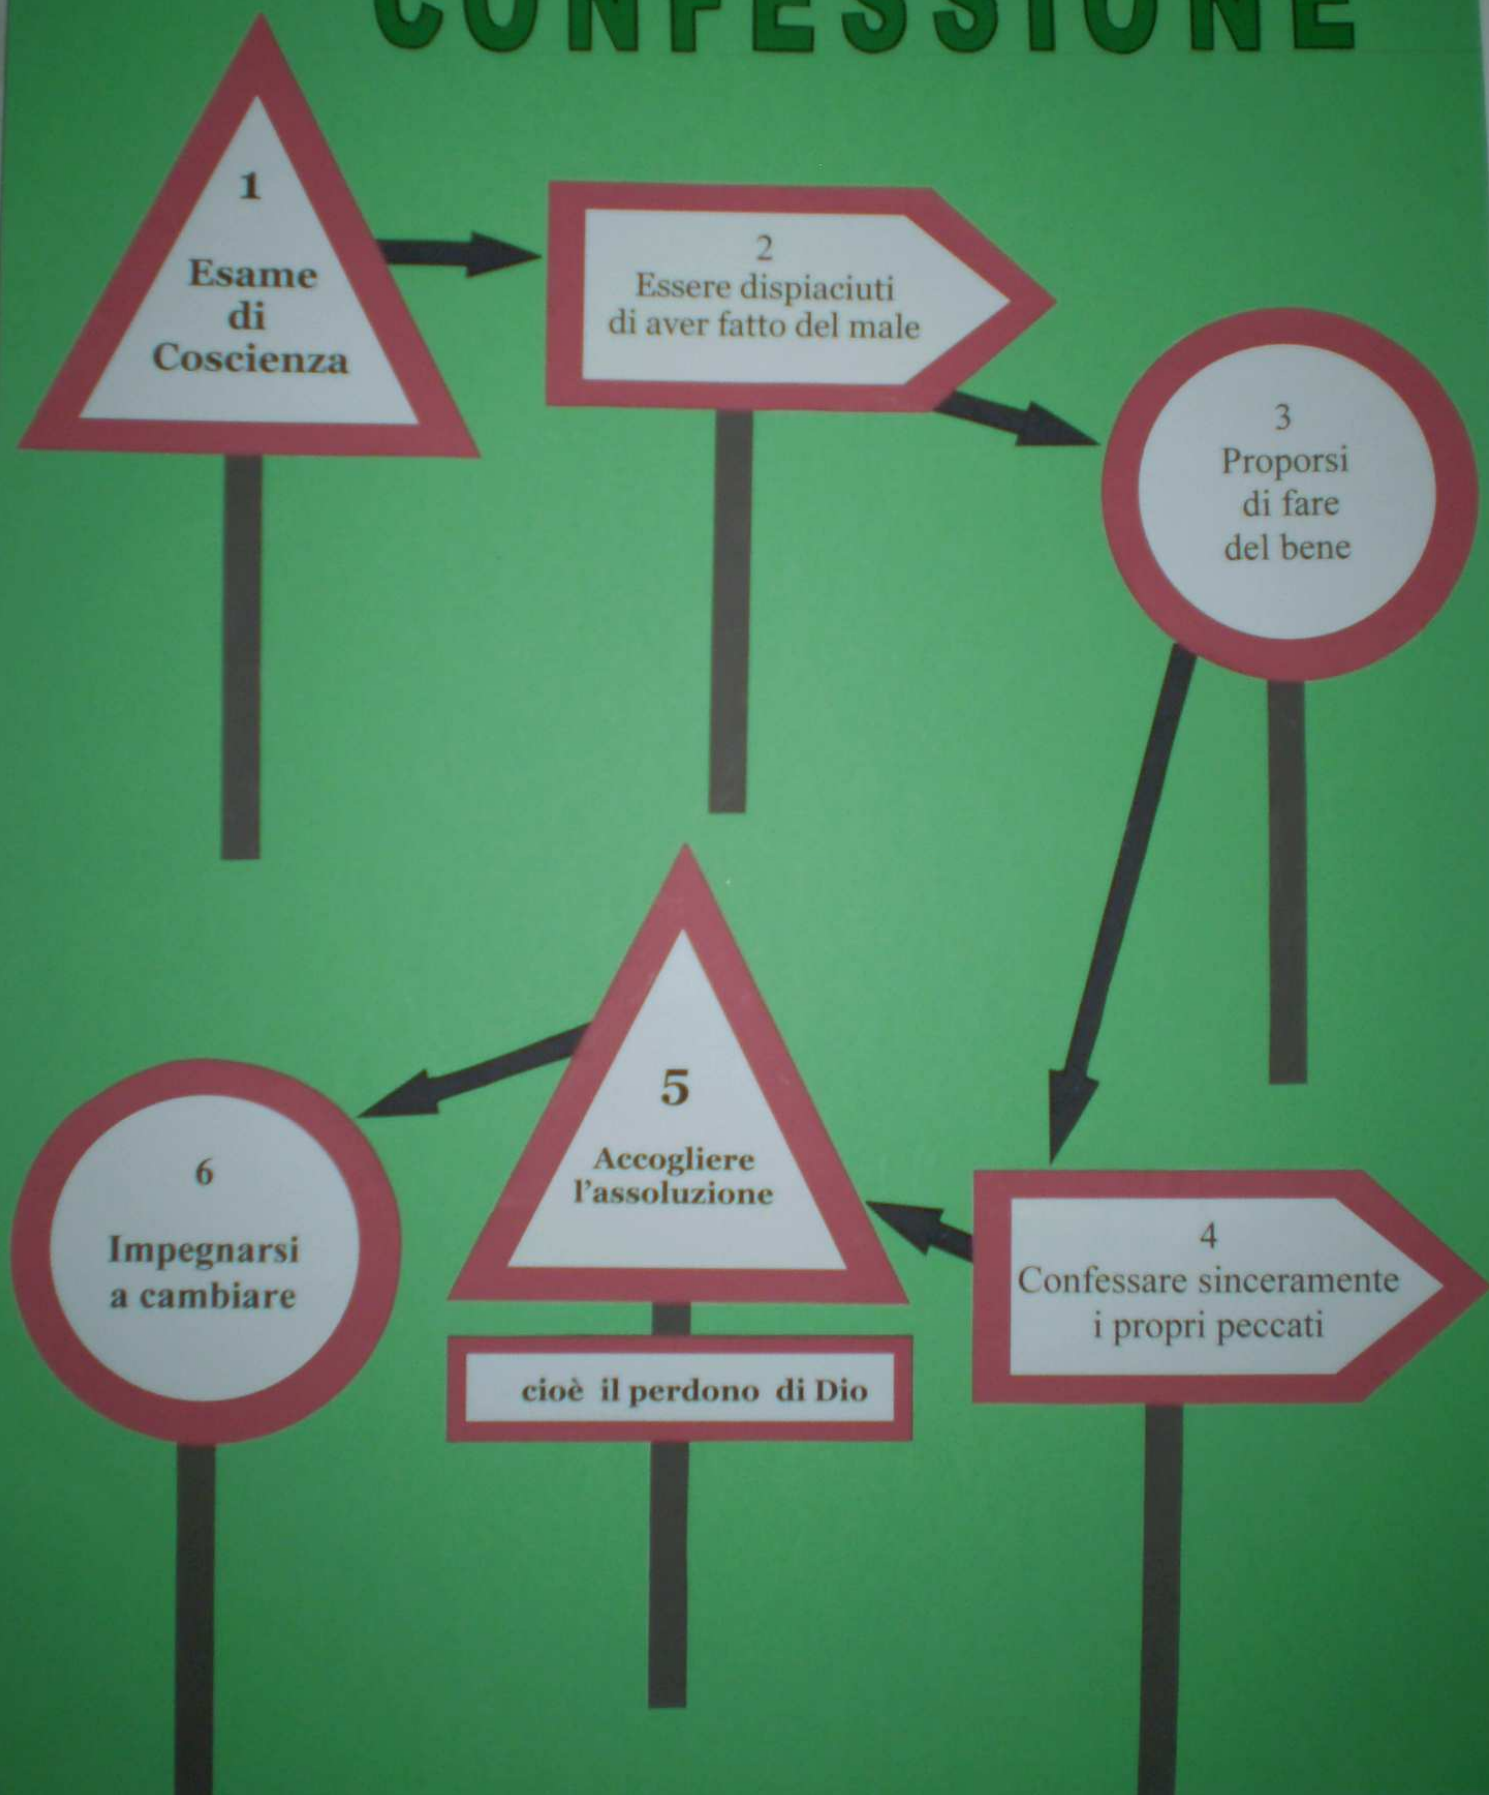 CONFESSIONE
1
Esame
di
Coscienza
2
Essere dispiaciuti
di aver fatto del male
3
Proporsi
di fare
del bene
4
Confessare sinceramente
i propri peccati
5
Accogliere
l'assoluzione
cioè il perdono di Dio
6
Impegnarsi
a cambiare